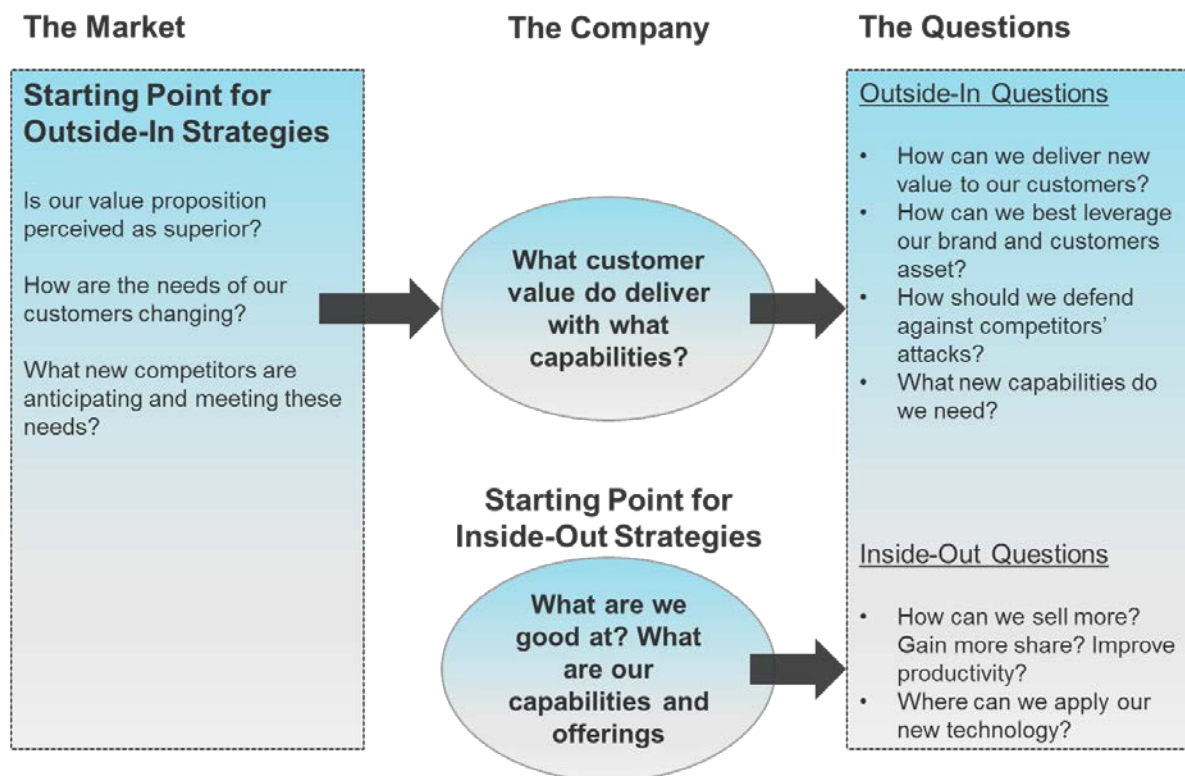 The Market
The Company
The Questions
Starting Point for
Outside-In Strategies
Is our value proposition
perceived as superior?
How are the needs of our
customers changing?
What new competitors are
anticipating and meeting these
needs?
What customer
value do deliver
with what
capabilities?
Starting Point for
Inside-Out Strategies
What are we
good at? What
are our
capabilities and
offerings
Outside-In Questions
• How can we deliver new
value to our customers?
• How can we best leverage
our brand and customers
asset?
• How should we defend
against competitors’
attacks?
• What new capabilities do
we need?
Inside-Out Questions
• How can we sell more?
Gain more share? Improve
productivity?
• Where can we apply our
new technology?